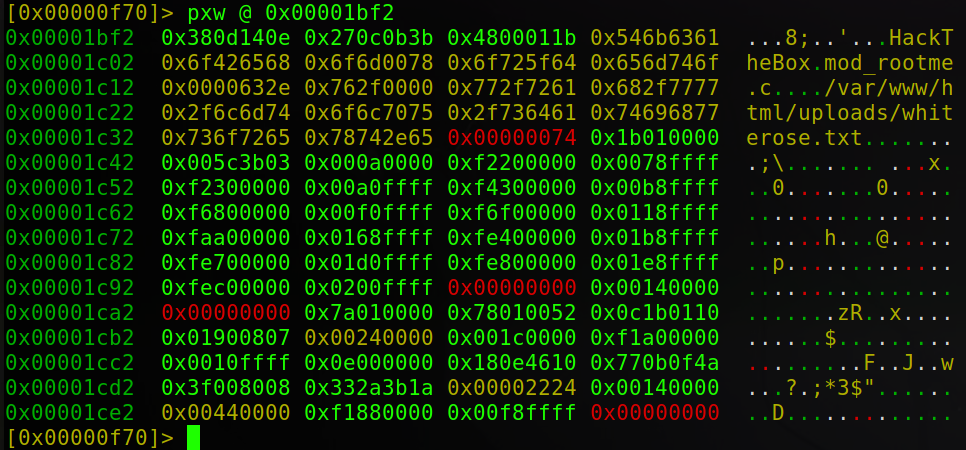 [0x00000f70]> pxw @ 0x00001bf2
0x00001bf2  0x380d140e 0x270c0b3b 0x4800011b 0x546b6361  ...8;..'...HackT
0x00001c02  0x6f426568 0x6f6d0078 0x6f725f64 0x656d746f  heBox.mod_rootme
0x00001c12  0x0000632e 0x762f0000 0x772f7261 0x682f7777  .c..../var/www/h
0x00001c22  0x2f6c6d74 0x6f6c7075 0x2f736461 0x74696877  tml/uploads/whit
0x00001c32  0x736f7265 0x78742e65 0x00000074 0x1b010000  erose.txt.......
0x00001c42  0x005c3b03 0x000a0000 0xf2200000 0x0078ffff  .;\....... ...x.
0x00001c52  0xf2300000 0x00a0ffff 0xf4300000 0x00b8ffff  ..0.......0.....
0x00001c62  0xf6800000 0x00f0ffff 0xf6f00000 0x0118ffff  ................
0x00001c72  0xfaa00000 0x0168ffff 0xfe400000 0x01b8ffff  ......h...@.....
0x00001c82  0xfe700000 0x01d0ffff 0xfe800000 0x01e8ffff  ..p.............
0x00001c92  0xfec00000 0x0200ffff 0x00000000 0x00140000  ................
0x00001ca2  0x00000000 0x7a010000 0x78010052 0x0c1b0110  .......zR..x....
0x00001cb2  0x01900807 0x00240000 0x001c0000 0xf1a00000  ......$.........
0x00001cc2  0x0010ffff 0x0e000000 0x180e4610 0x770b0f4a  .........F..J..w
0x00001cd2  0x3f008008 0x332a3b1a 0x00002224 0x00140000  ...?.;*3$"......
0x00001ce2  0x00440000 0xf1880000 0x00f8ffff 0x00000000  ..D.............
[0x00000f70]>